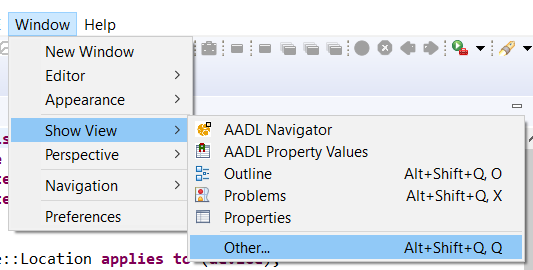 Window Help
New Window
Editor
Appearance
Show View
Perspective
Navigation
Preferences
AADL Navigator
AADL Property Values
Outline Alt+Shift+Q, O
Problems Alt+Shift+Q, X
Properties
Other... Alt+Shift+Q, Q
e::Location applies to (device);